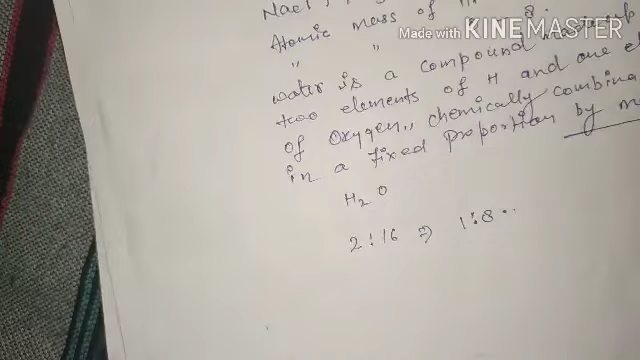 Nacl,
Made with KINEMASTER
Atomic mass of
" "
water is a compound
two elements of H and one
of oxygen,, chemically combina
in a fixed proportion by m
H2 O
2:16 ⇒ 1:8..